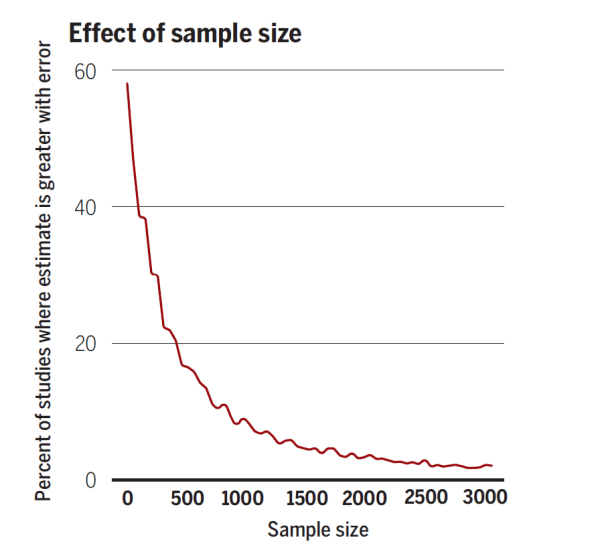 Effect of sample size
Percent of studies where estimate is greater with error
60
40
20
0
0 500 1000 1500 2000 2500 3000
Sample size